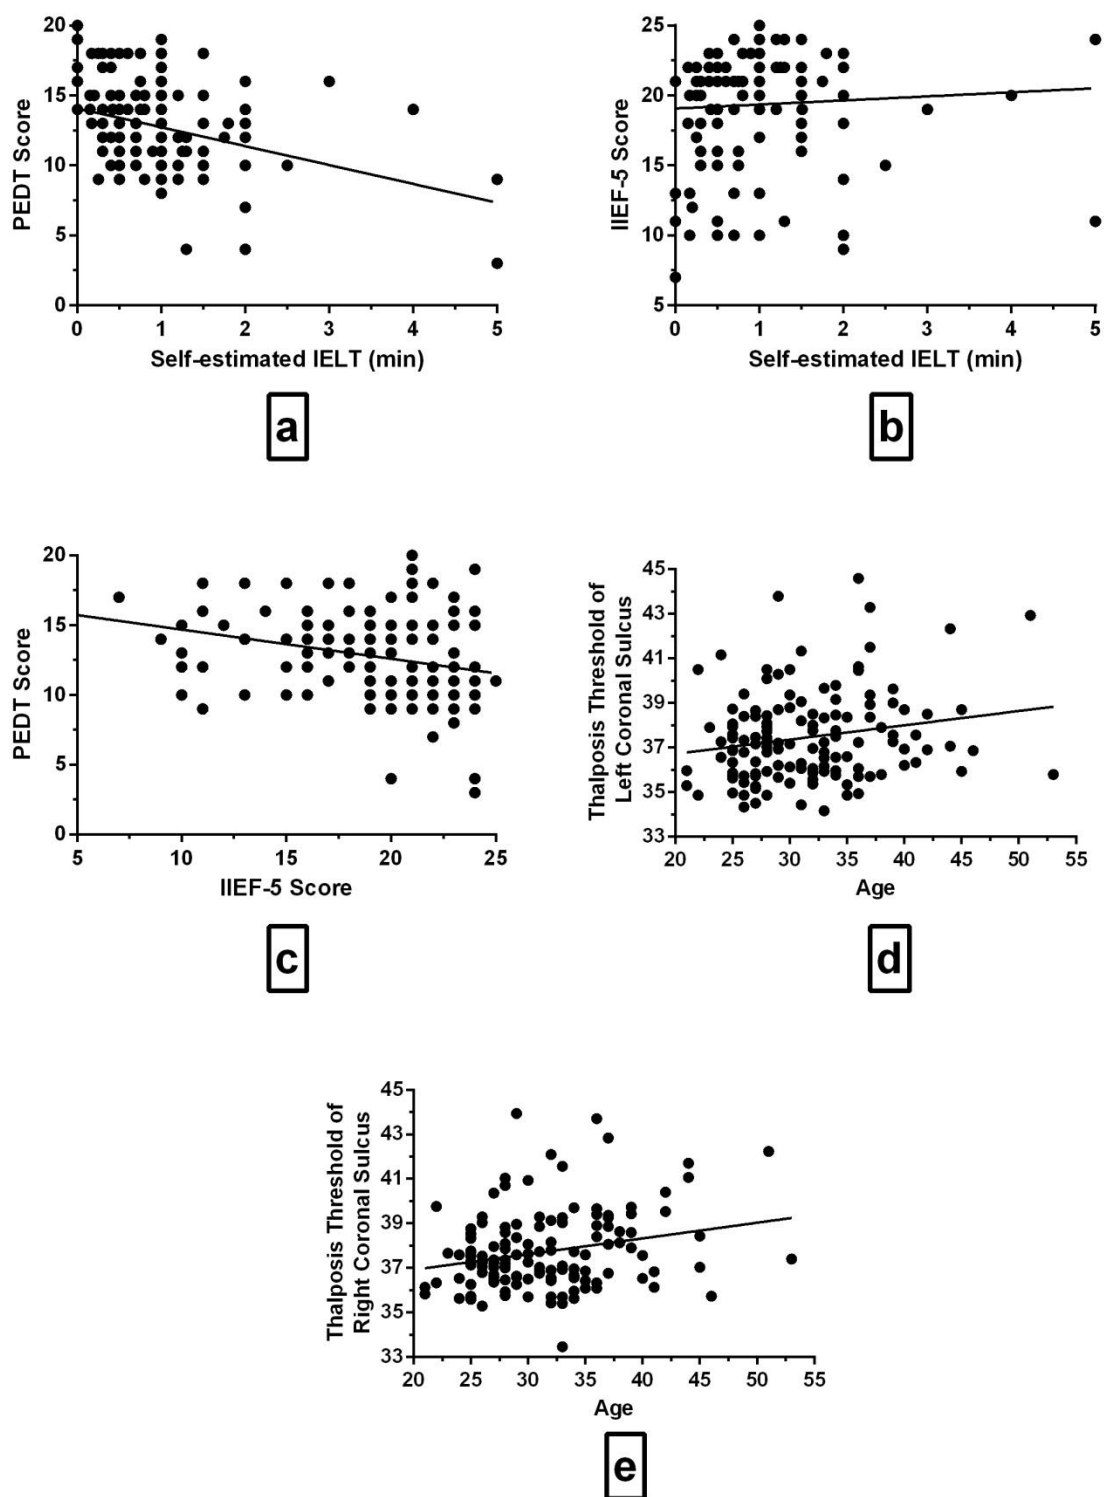 20
15
10
5
0
PEDT Score
0 1 2 3 4 5
Self-estimated IELT (min)
a
25
20
15
10
5
IIEF-5 Score
0 1 2 3 4 5
Self-estimated IELT (min)
b
20
15
10
5
0
PEDT Score
5 10 15 20 25
IIEF-5 Score
c
45
43
41
39
37
35
33
Thalposis Threshold of
Left Coronal Sulcus
20 25 30 35 40 45 50 55
Age
d
45
43
41
39
37
35
33
Thalposis Threshold of
Right Coronal Sulcus
20 25 30 35 40 45 50 55
Age
e